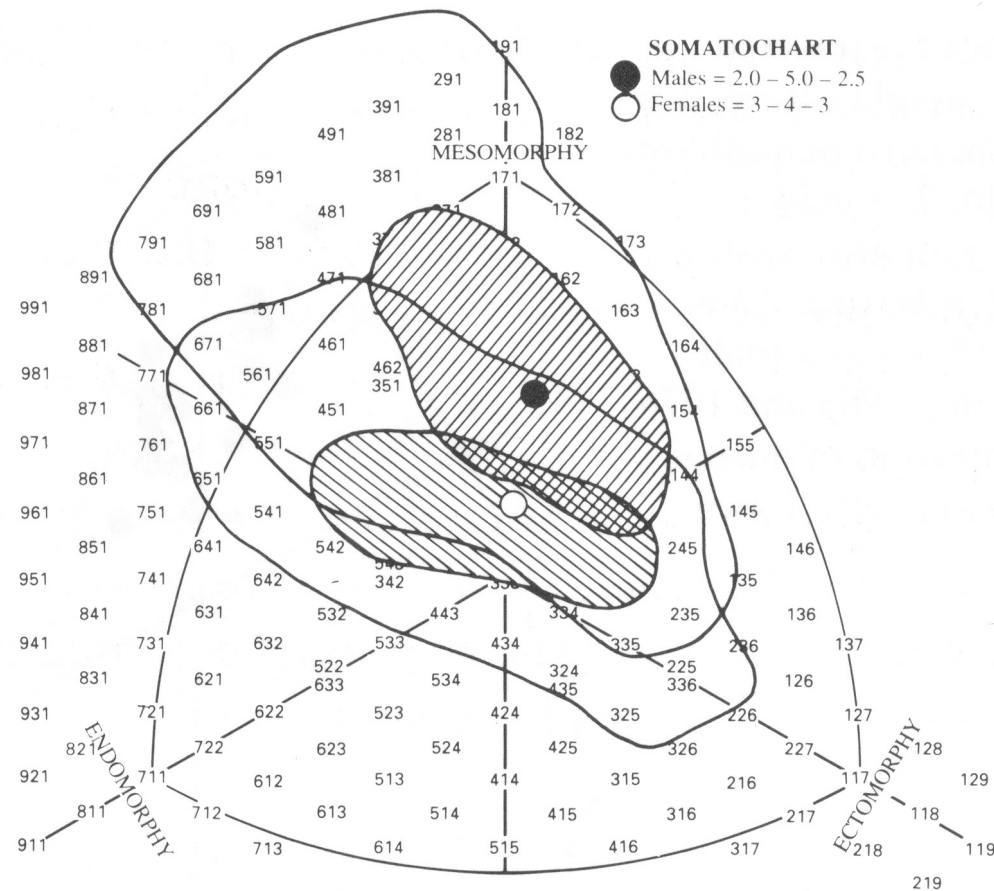 191
SOMATOCHART
Males = 2.0 – 5.0 – 2.5
Females = 3 – 4 – 3
291
391 181
491 281 182
MESOMORPHY
591 381 171
691 481 172
791 581 173
891 681 471 162
991 781 571 163
881 671 461 164
981 771 561 462
351
871 661 451 154
971 761 551 155
861 651 144
961 751 541 145
851 641 542 245 146
951 741 642 342 135
841 631 532 443 334 235 136
941 731 632 533 434 335 236 137
831 621 522 324 225
633 534 435 336 126
931 721 622 523 424 325 226 127
821 722 623 524 425 326 227 128
ENDOMORPHY
ECTOMORPHY
921 711 612 513 414 315 216 117 129
811 712 613 514 415 316 217 118
911 713 614 515 416 317 218 119
219